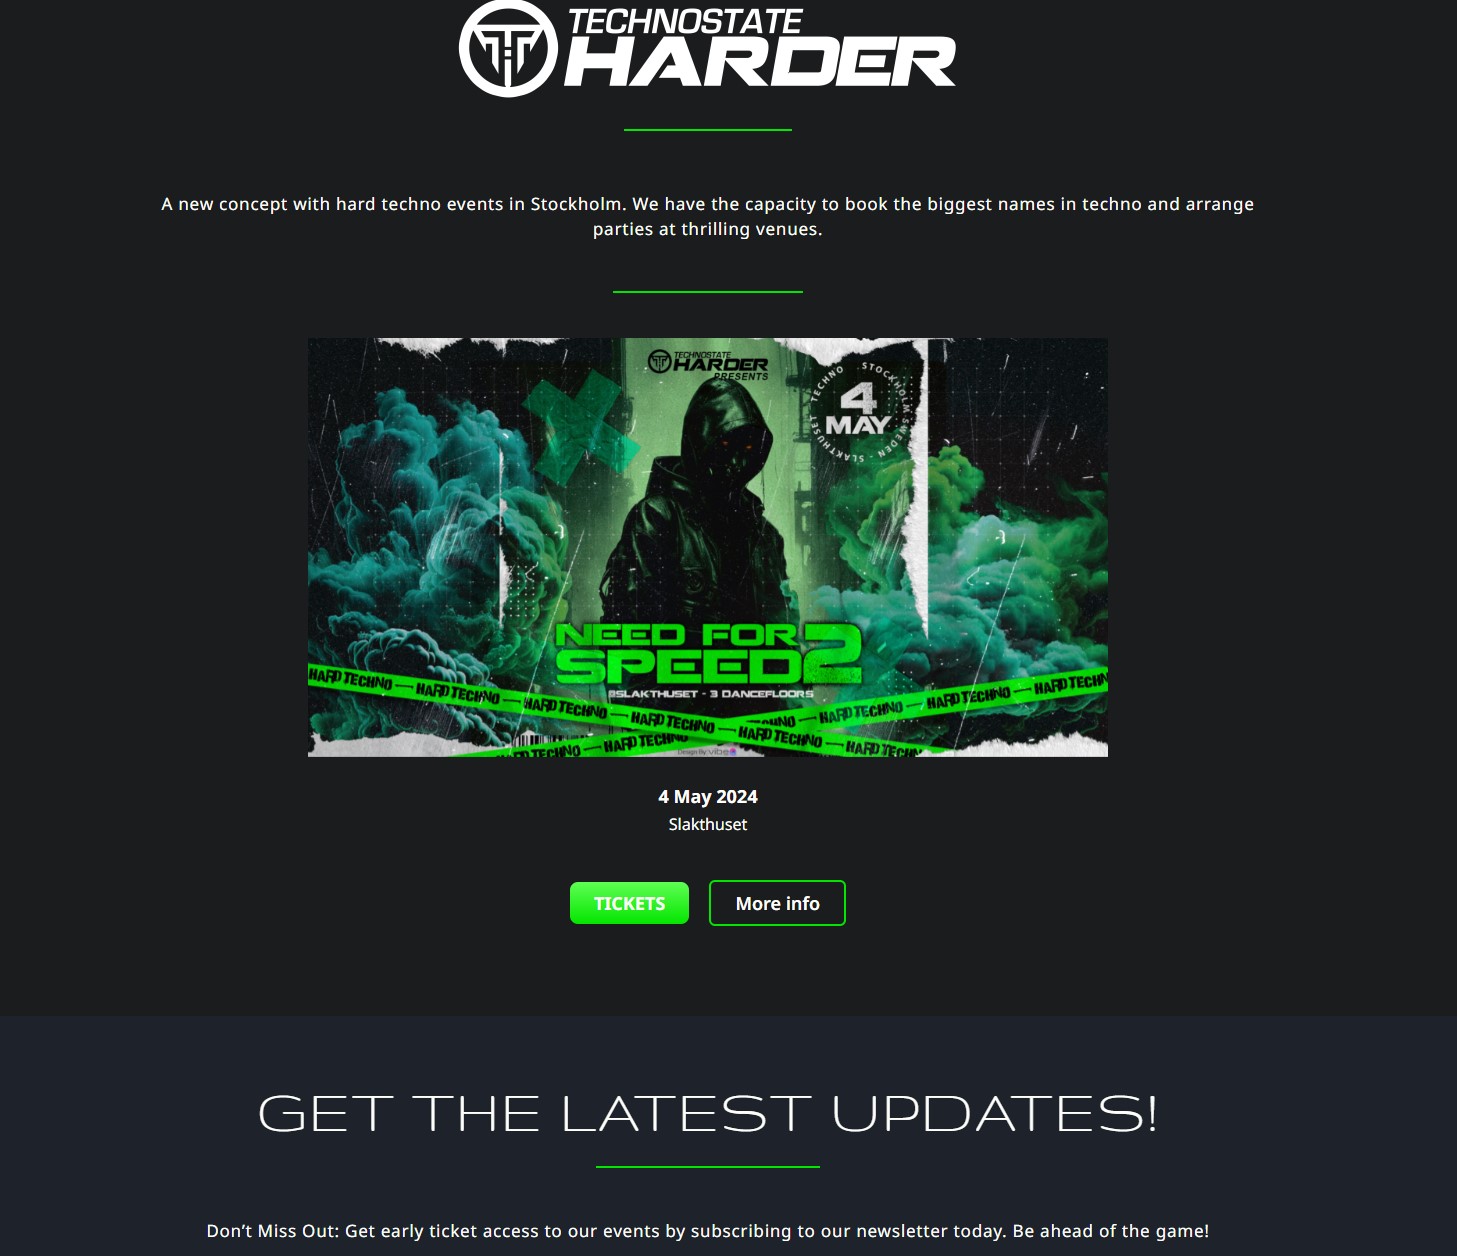 TECHNOSTATE
HARDER
A new concept with hard techno events in Stockholm. We have the capacity to book the biggest names in techno and arrange
parties at thrilling venues.
TECHNOSTATE
HARDER
PRESENTS
TECHNO STOCKHOLM SWEDEN - SLAKTHUSET
4
MAY
NEED FOR
SPEED 2
@SLAKTHUSET - 3 DANCEFLOORS
HARD TECHNO — HARD TECHNO — HARD TECHNO — HARD TECHNO — HARD TECHNO — HARD TECHN
HARD TECHNO — HARD TECHNO — HARD TECHNO — HARD TECHN
Design By: vibe
4 May 2024
Slakthuset
TICKETS
More info
GET THE LATEST UPDATES!
Don’t Miss Out: Get early ticket access to our events by subscribing to our newsletter today. Be ahead of the game!